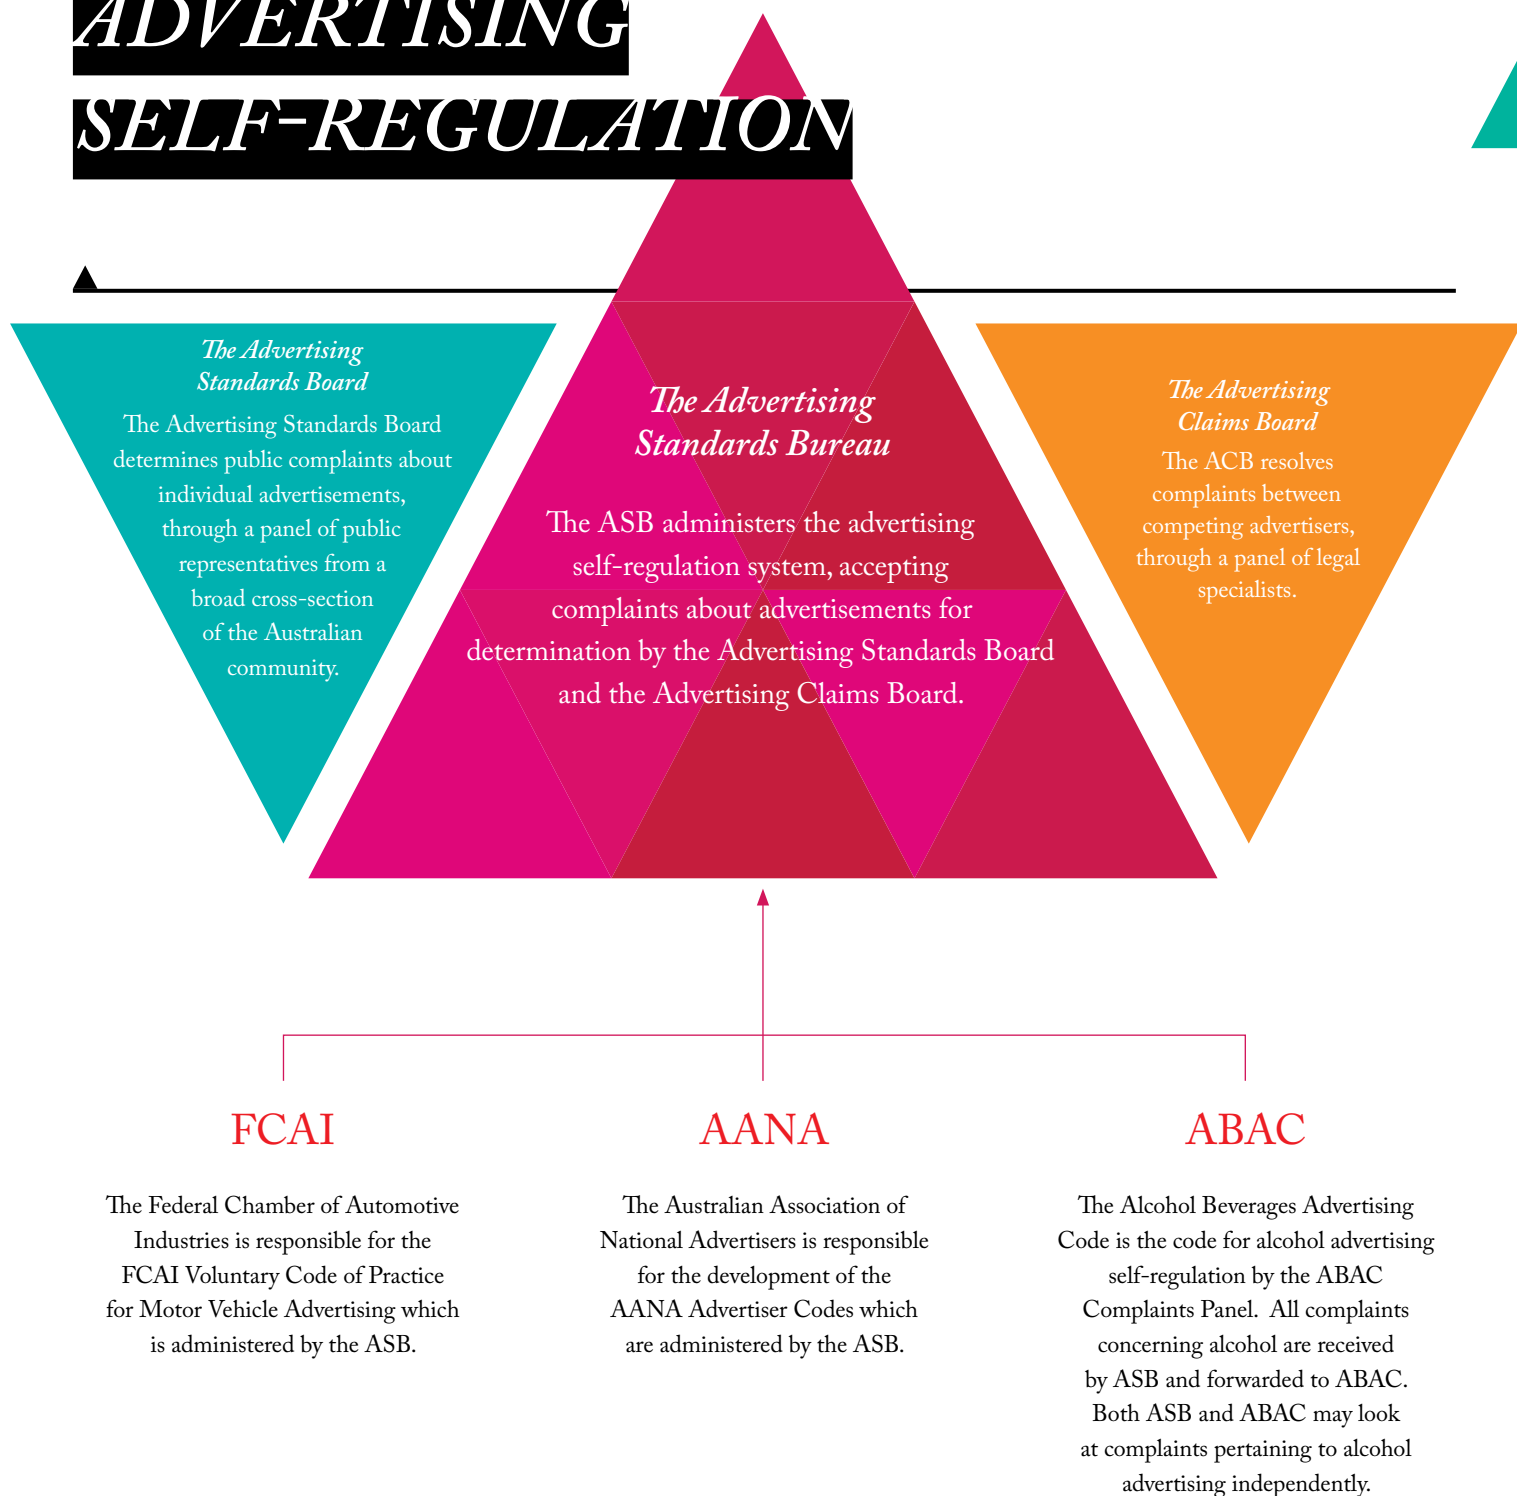 ADVERTISING
SELF-REGULATION
The Advertising
Standards Board
The Advertising Standards Board
determines public complaints about
individual advertisements,
through a panel of public
representatives from a
broad cross-section
of the Australian
community.
The Advertising
Standards Bureau
The ASB administers the advertising
self-regulation system, accepting
complaints about advertisements for
determination by the Advertising Standards Board
and the Advertising Claims Board.
The Advertising
Claims Board
The ACB resolves
complaints between
competing advertisers,
through a panel of legal
specialists.
FCAI
The Federal Chamber of Automotive
Industries is responsible for the
FCAI Voluntary Code of Practice
for Motor Vehicle Advertising which
is administered by the ASB.
AANA
The Australian Association of
National Advertisers is responsible
for the development of the
AANA Advertiser Codes which
are administered by the ASB.
ABAC
The Alcohol Beverages Advertising
Code is the code for alcohol advertising
self-regulation by the ABAC
Complaints Panel.  All complaints
concerning alcohol are received
by ASB and forwarded to ABAC.
Both ASB and ABAC may look
at complaints pertaining to alcohol
advertising independently.